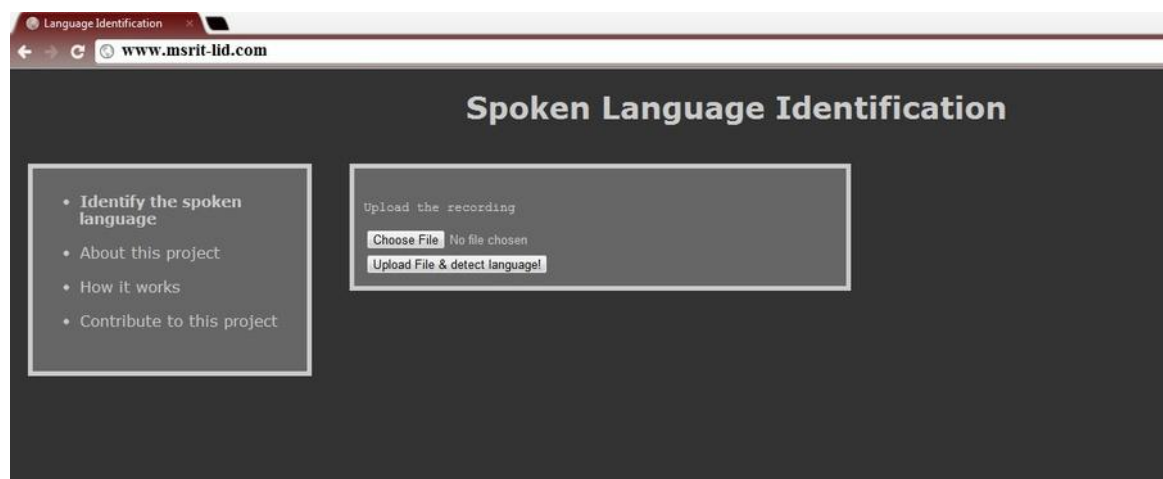 Language Identification
www.msrit-lid.com
Spoken Language Identification
Identify the spoken
language
About this project
How it works
Contribute to this project
Upload the recording
Choose File No file chosen
Upload File & detect language!